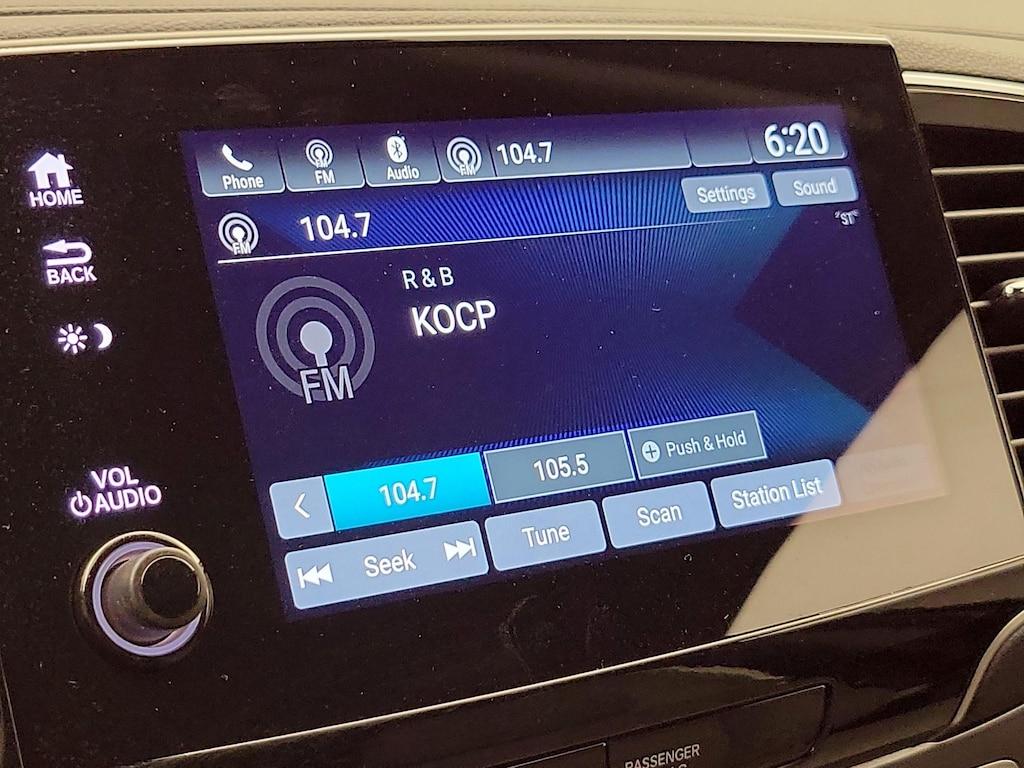 HOME
BACK
VOL
AUDIO
Phone
FM
FM
Audio
FM
104.7
6:20
FM
104.7
Settings
Sound
"ST"
FM
R&B
KOCP
104.7
105.5
Push & Hold
Seek
Tune
Scan
Station List
PASSENGER